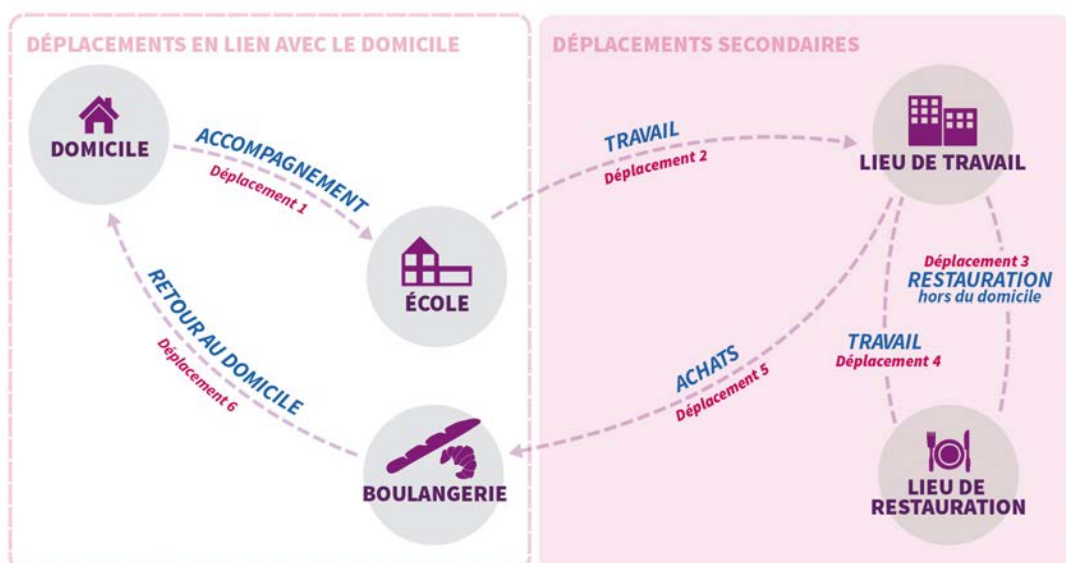 DÉPLACEMENTS EN LIEN AVEC LE DOMICILE
DOMICILE
ACCOMPAGNEMENT
Déplacement 1
ÉCOLE
RETOUR AU DOMICILE
Déplacement 6
BOULANGERIE
DÉPLACEMENTS SECONDAIRES
TRAVAIL
Déplacement 2
LIEU DE TRAVAIL
Déplacement 3
RESTAURATION
hors du domicile
TRAVAIL
Déplacement 4
ACHATS
Déplacement 5
LIEU DE
RESTAURATION